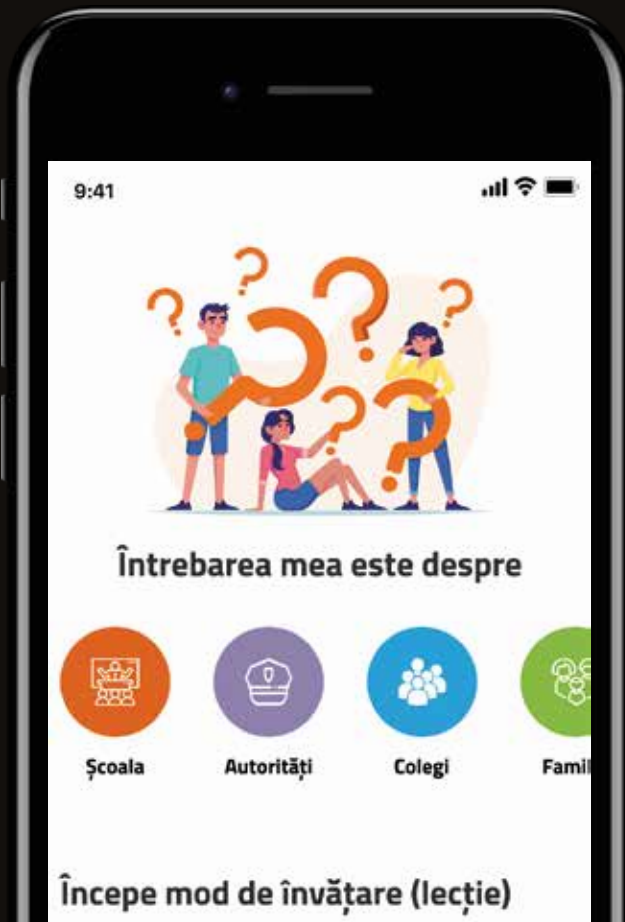 9:41
Întrebarea mea este despre
Școala
Autorități
Colegi
Famil
Începe mod de învățare (lecție)